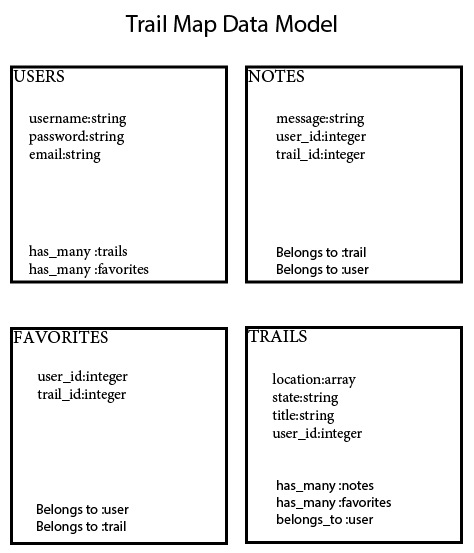 Trail Map Data Model
USERS
username:string
password:string
email:string
has_many :trails
has_many :favorites
NOTES
message:string
user_id:integer
trail_id:integer
Belongs to :trail
Belongs to :user
FAVORITES
user_id:integer
trail_id:integer
Belongs to :user
Belongs to :trail
TRAILS
location:array
state:string
title:string
user_id:integer
has_many :notes
has_many :favorites
belongs_to :user